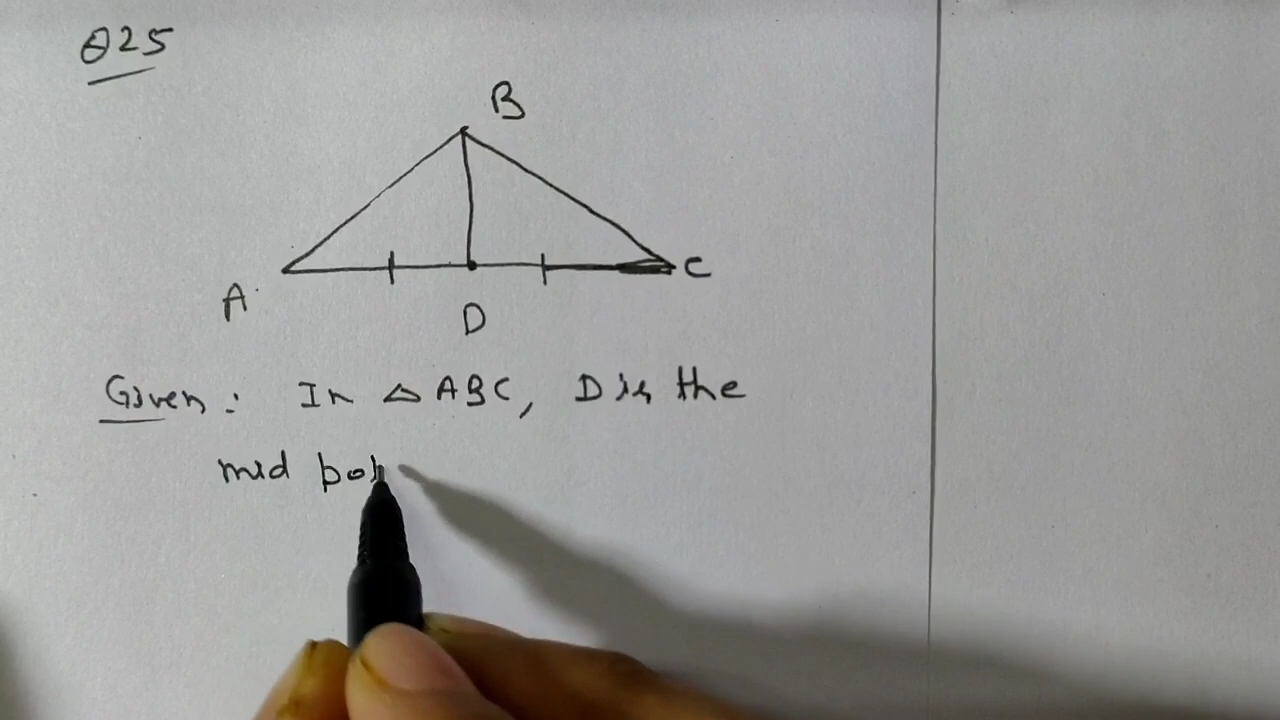 Q25
B
A
D
C
Given: In △ABC, D is the
mid poi